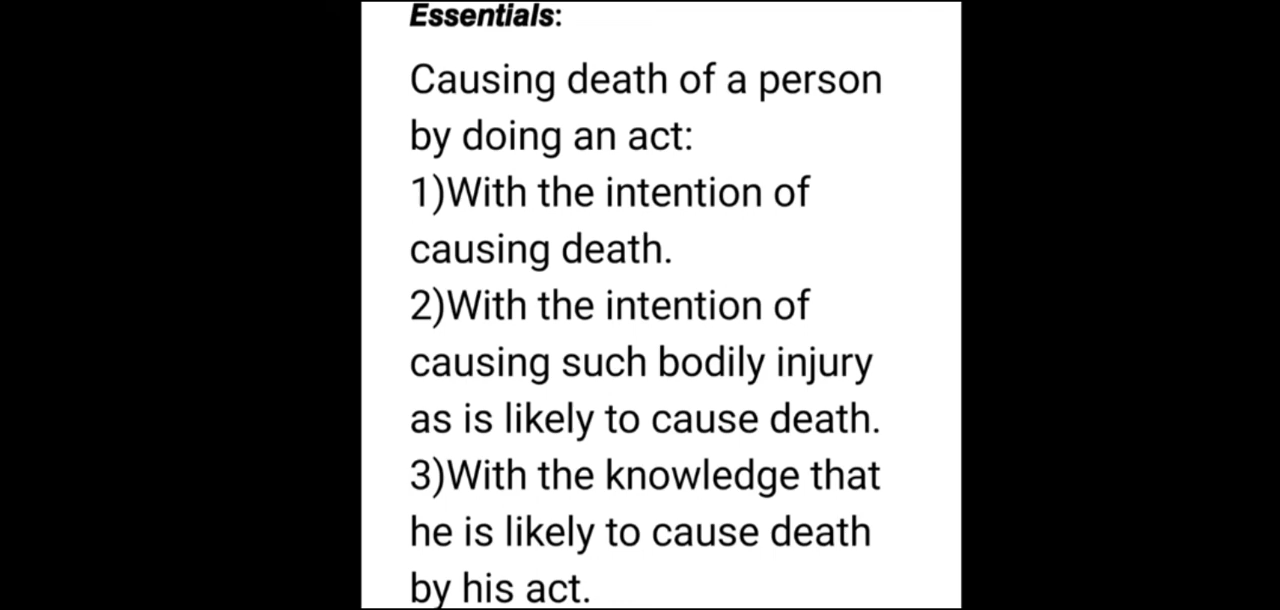 Essentials:
Causing death of a person
by doing an act:
1)With the intention of
causing death.
2)With the intention of
causing such bodily injury
as is likely to cause death.
3)With the knowledge that
he is likely to cause death
by his act.